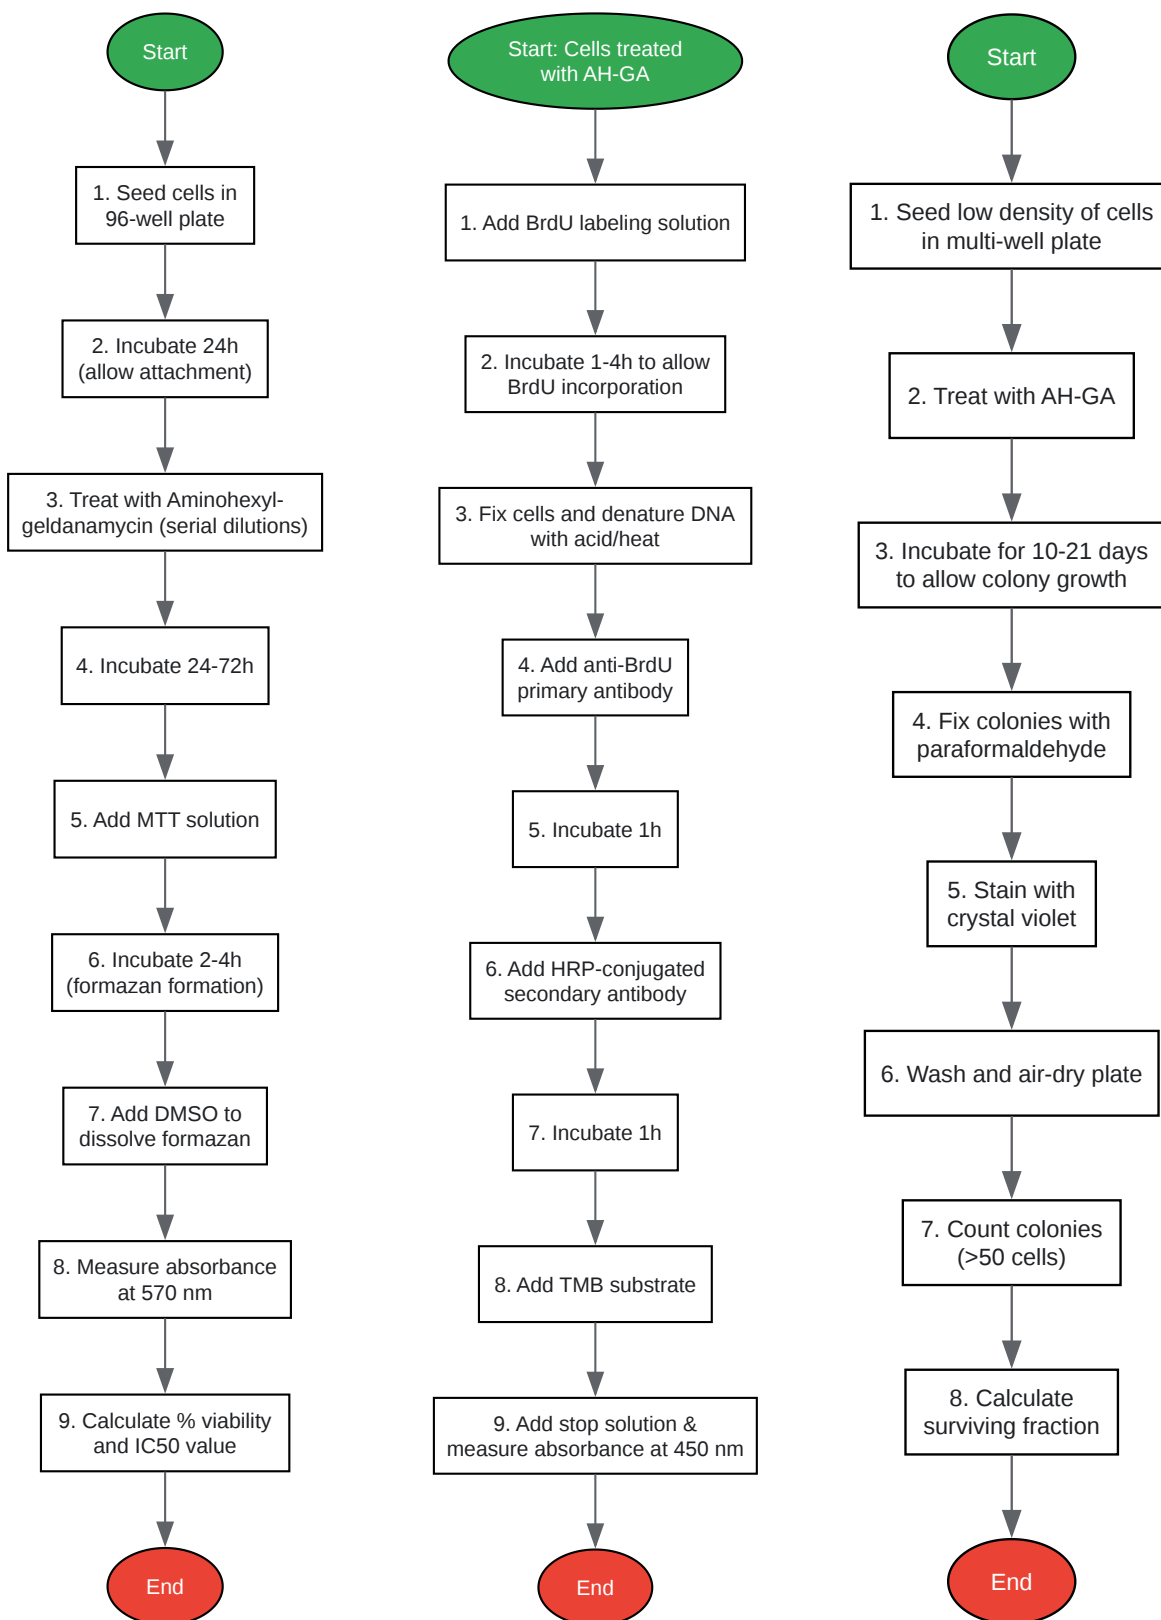 Start
1. Seed cells in
96-well plate
2. Incubate 24h
(allow attachment)
3. Treat with Aminohexyl-
geldanamycin (serial dilutions)
4. Incubate 24-72h
5. Add MTT solution
6. Incubate 2-4h
(formazan formation)
7. Add DMSO to
dissolve formazan
8. Measure absorbance
at 570 nm
9. Calculate % viability
and IC50 value
End
Start: Cells treated
with AH-GA
1. Add BrdU labeling solution
2. Incubate 1-4h to allow
BrdU incorporation
3. Fix cells and denature DNA
with acid/heat
4. Add anti-BrdU
primary antibody
5. Incubate 1h
6. Add HRP-conjugated
secondary antibody
7. Incubate 1h
8. Add TMB substrate
9. Add stop solution &
measure absorbance at 450 nm
End
Start
1. Seed low density of cells
in multi-well plate
2. Treat with AH-GA
3. Incubate for 10-21 days
to allow colony growth
4. Fix colonies with
paraformaldehyde
5. Stain with
crystal violet
6. Wash and air-dry plate
7. Count colonies
(>50 cells)
8. Calculate
surviving fraction
End